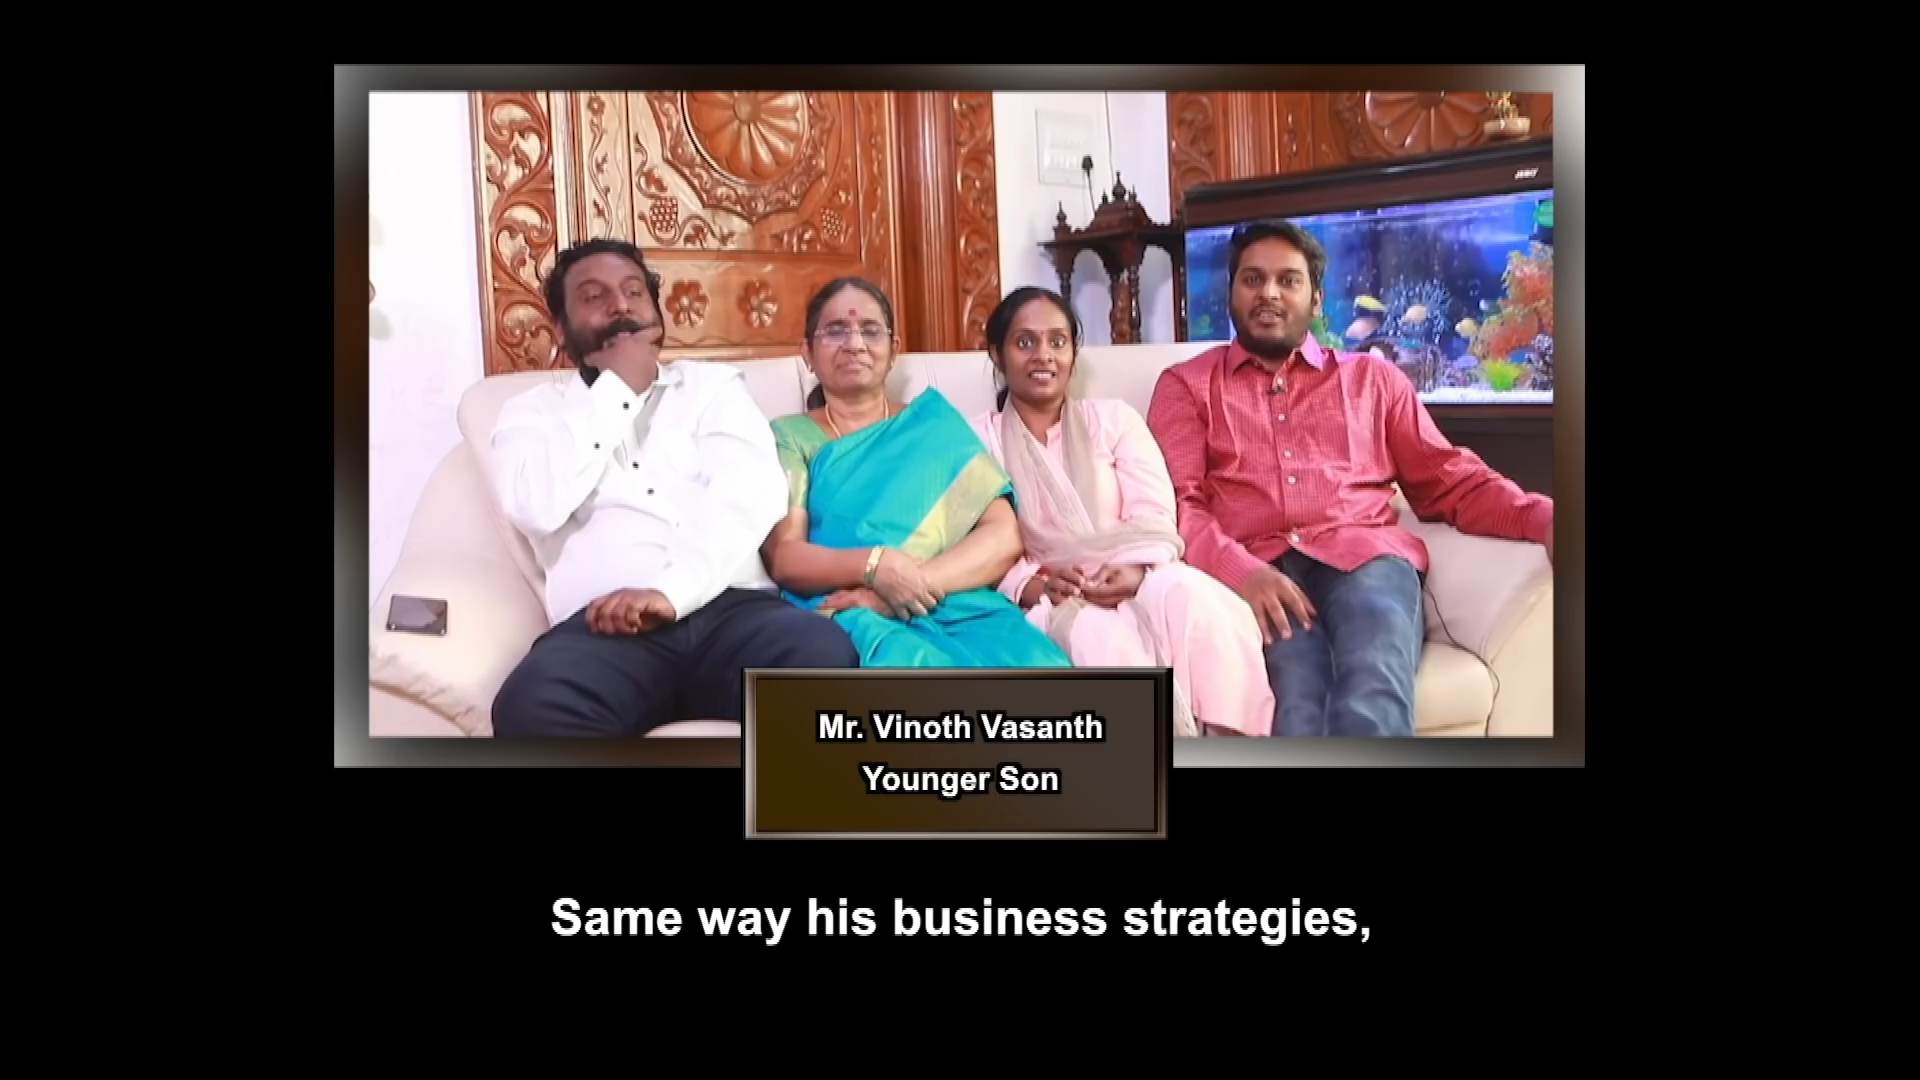 Mr. Vinoth Vasanth
Younger Son
Same way his business strategies,